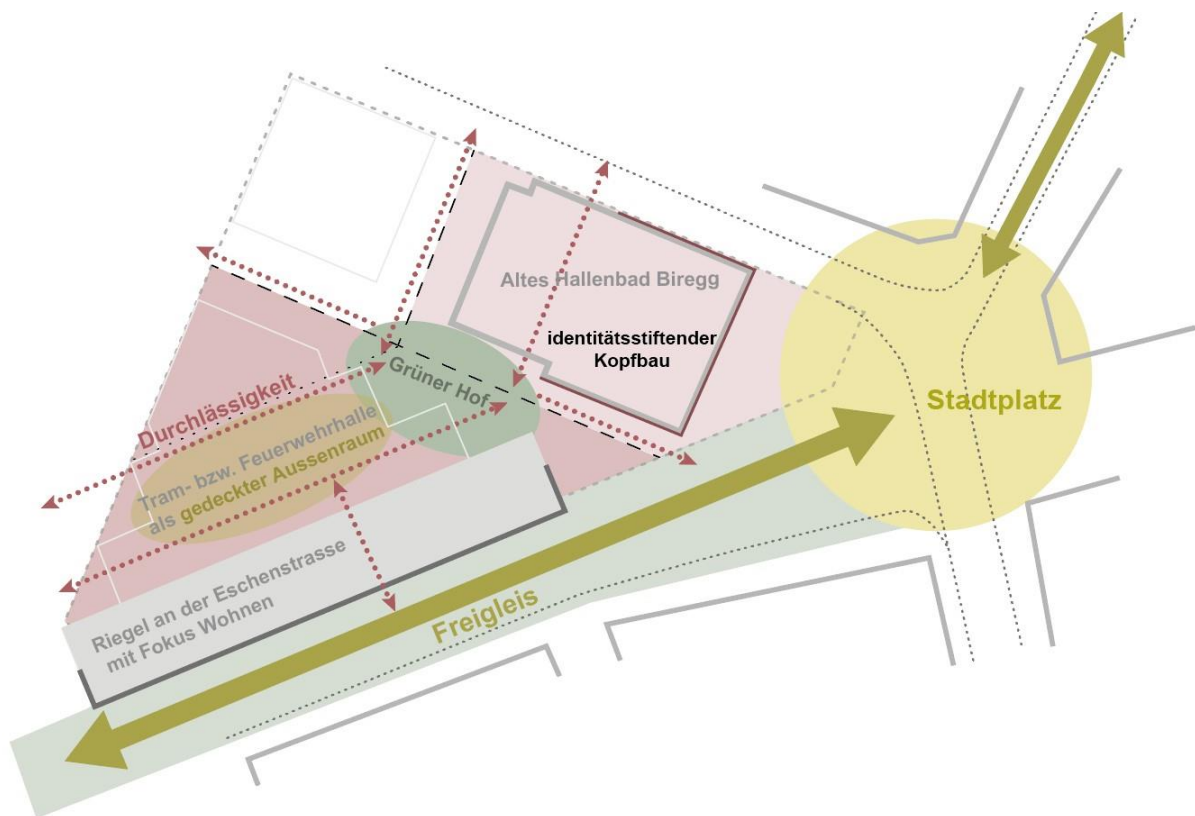 Altes Hallenbad Biregg
identitätsstiftender
Kopfbau
Stadtplatz
Grüner Hof
Durchlässigkeit
Tram- bzw. Feuerwehrhalle
als gedeckter Aussenraum
Riegel an der Eschenstrasse
mit Fokus Wohnen
Freigleis